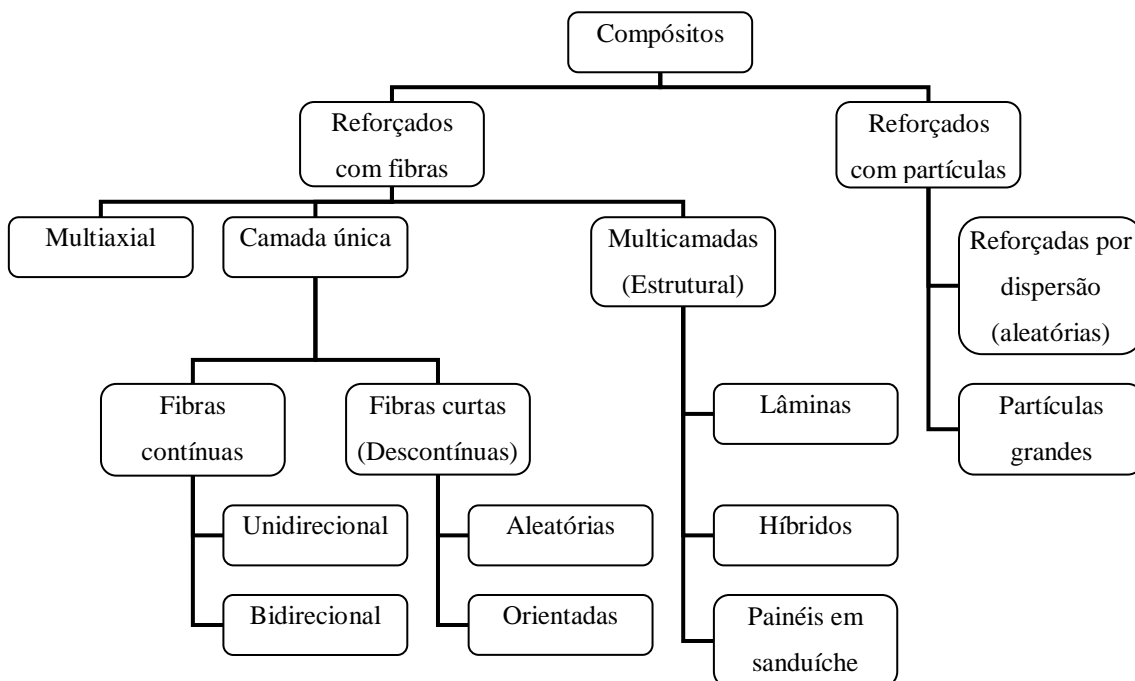 Compósitos
Reforçados
com fibras
Reforçados
com partículas
Multiaxial
Camada única
Multicamadas
(Estrutural)
Reforçadas por
dispersão
(aleatórias)
Fibras
contínuas
Fibras curtas
(Descontínuas)
Lâminas
Partículas
grandes
Unidirecional
Aleatórias
Híbridos
Bidirecional
Orientadas
Painéis em
sanduíche